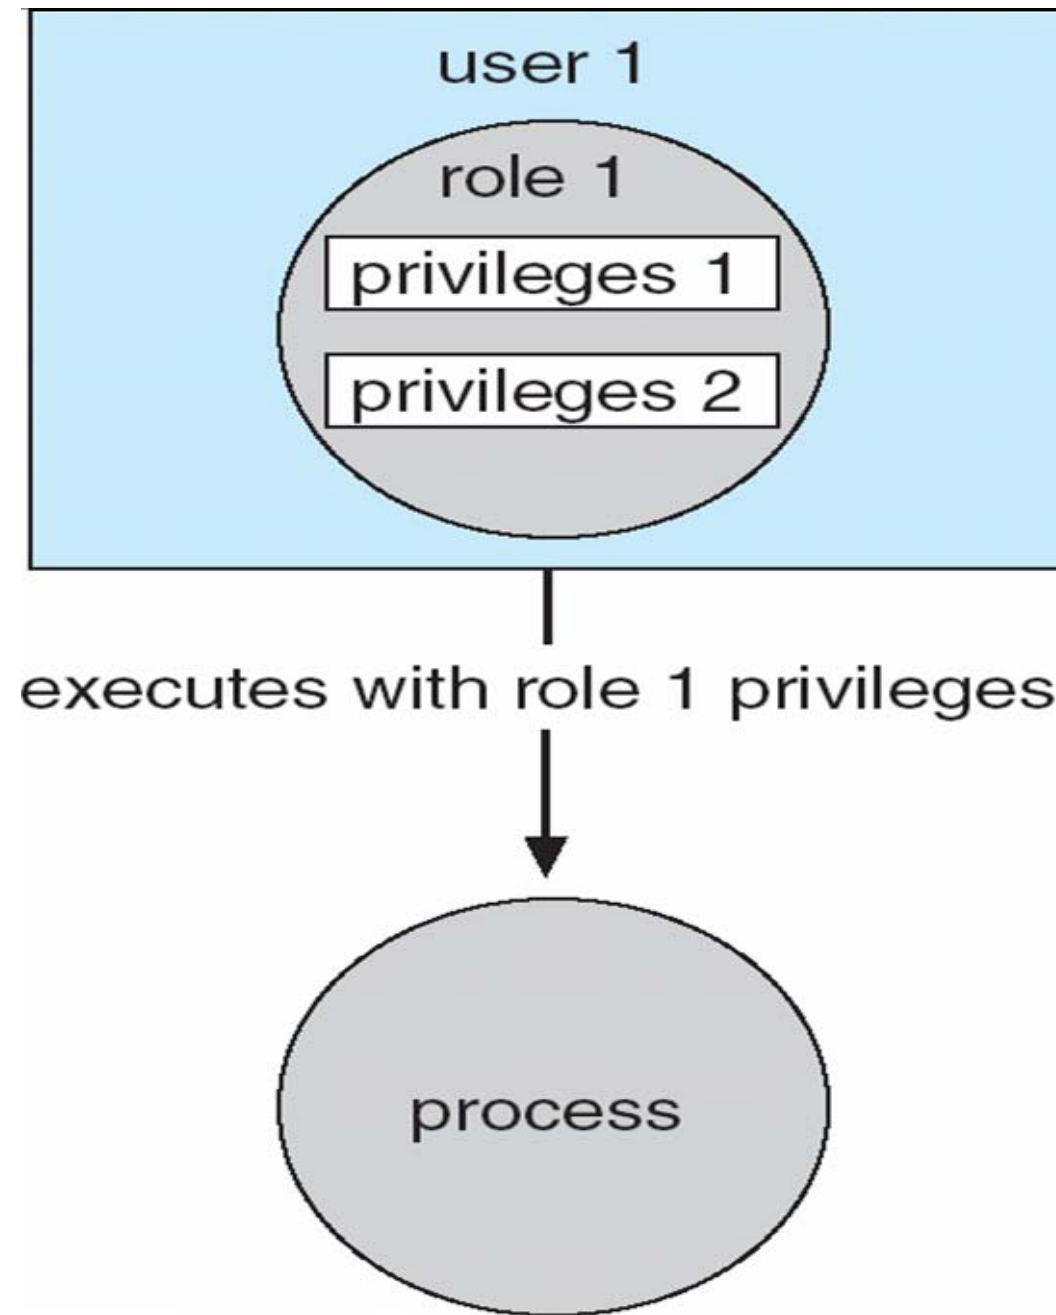 user 1
role 1
privileges 1
privileges 2
executes with role 1 privileges
process